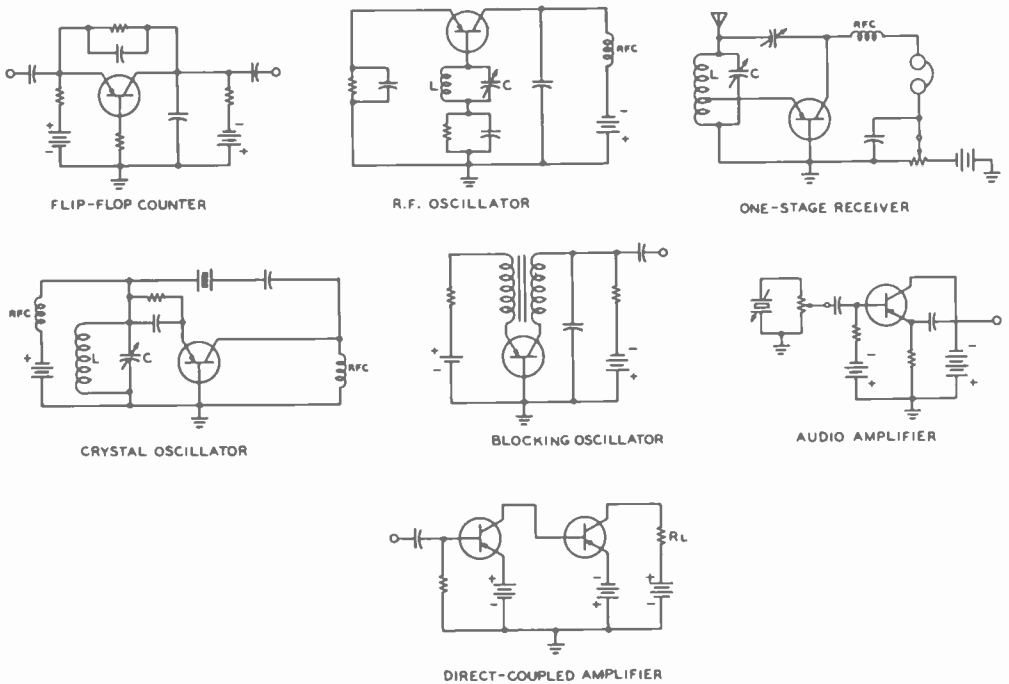 RFC
L
C
+
-
-
+
-
+
FLIP-FLOP COUNTER
R.F. OSCILLATOR
L
C
RFC
ONE-STAGE RECEIVER
RFC
+
-
L
C
RFC
CRYSTAL OSCILLATOR
+
-
-
+
BLOCKING OSCILLATOR
-
+
-
+
AUDIO AMPLIFIER
+
-
-
+
RL
+
-
DIRECT-COUPLED AMPLIFIER